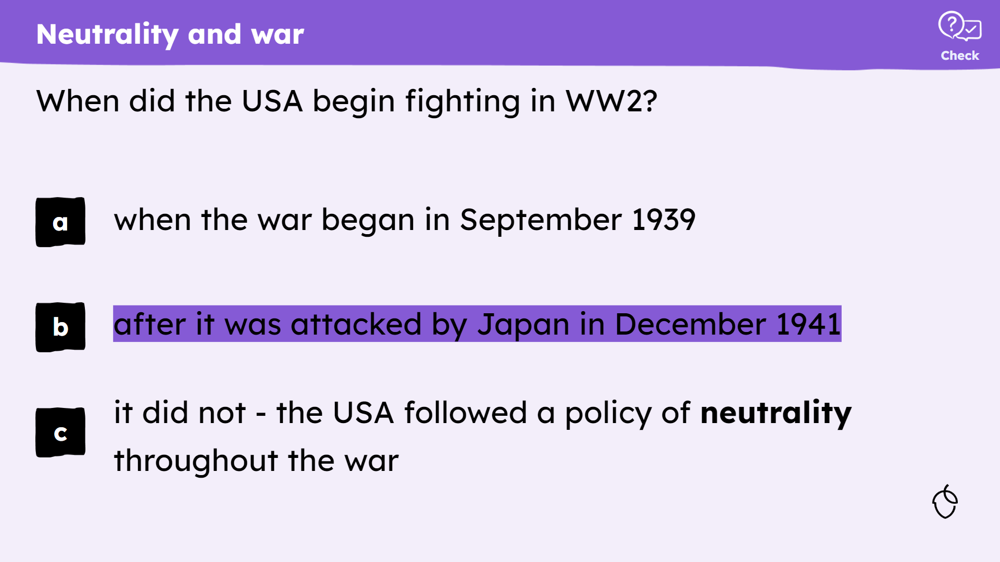 Neutrality and war
Check
When did the USA begin fighting in WW2?
a
when the war began in September 1939
b
after it was attacked by Japan in December 1941
c
it did not - the USA followed a policy of neutrality
throughout the war